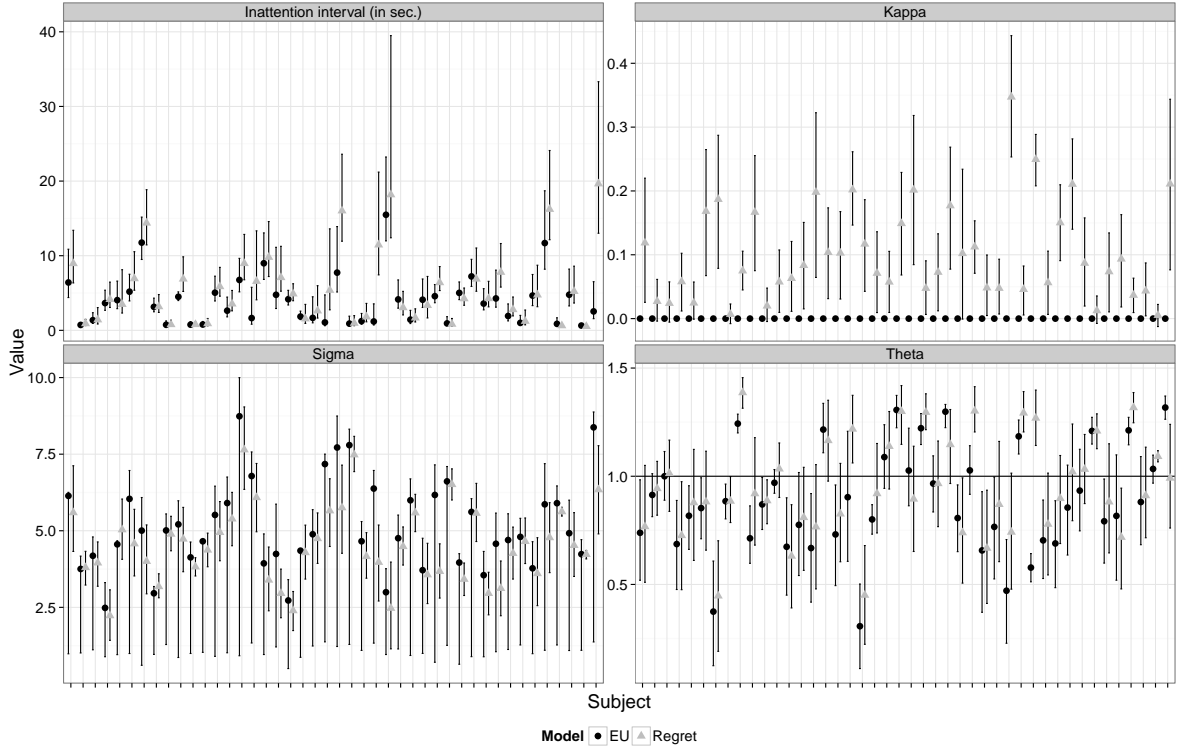 Inattention interval (in sec.)
Kappa
40
30
20
10
0
0.4
0.3
0.2
0.1
0.0
Value
Sigma
Theta
10.0
7.5
5.0
2.5
1.5
1.0
0.5
Subject
Model EU Regret